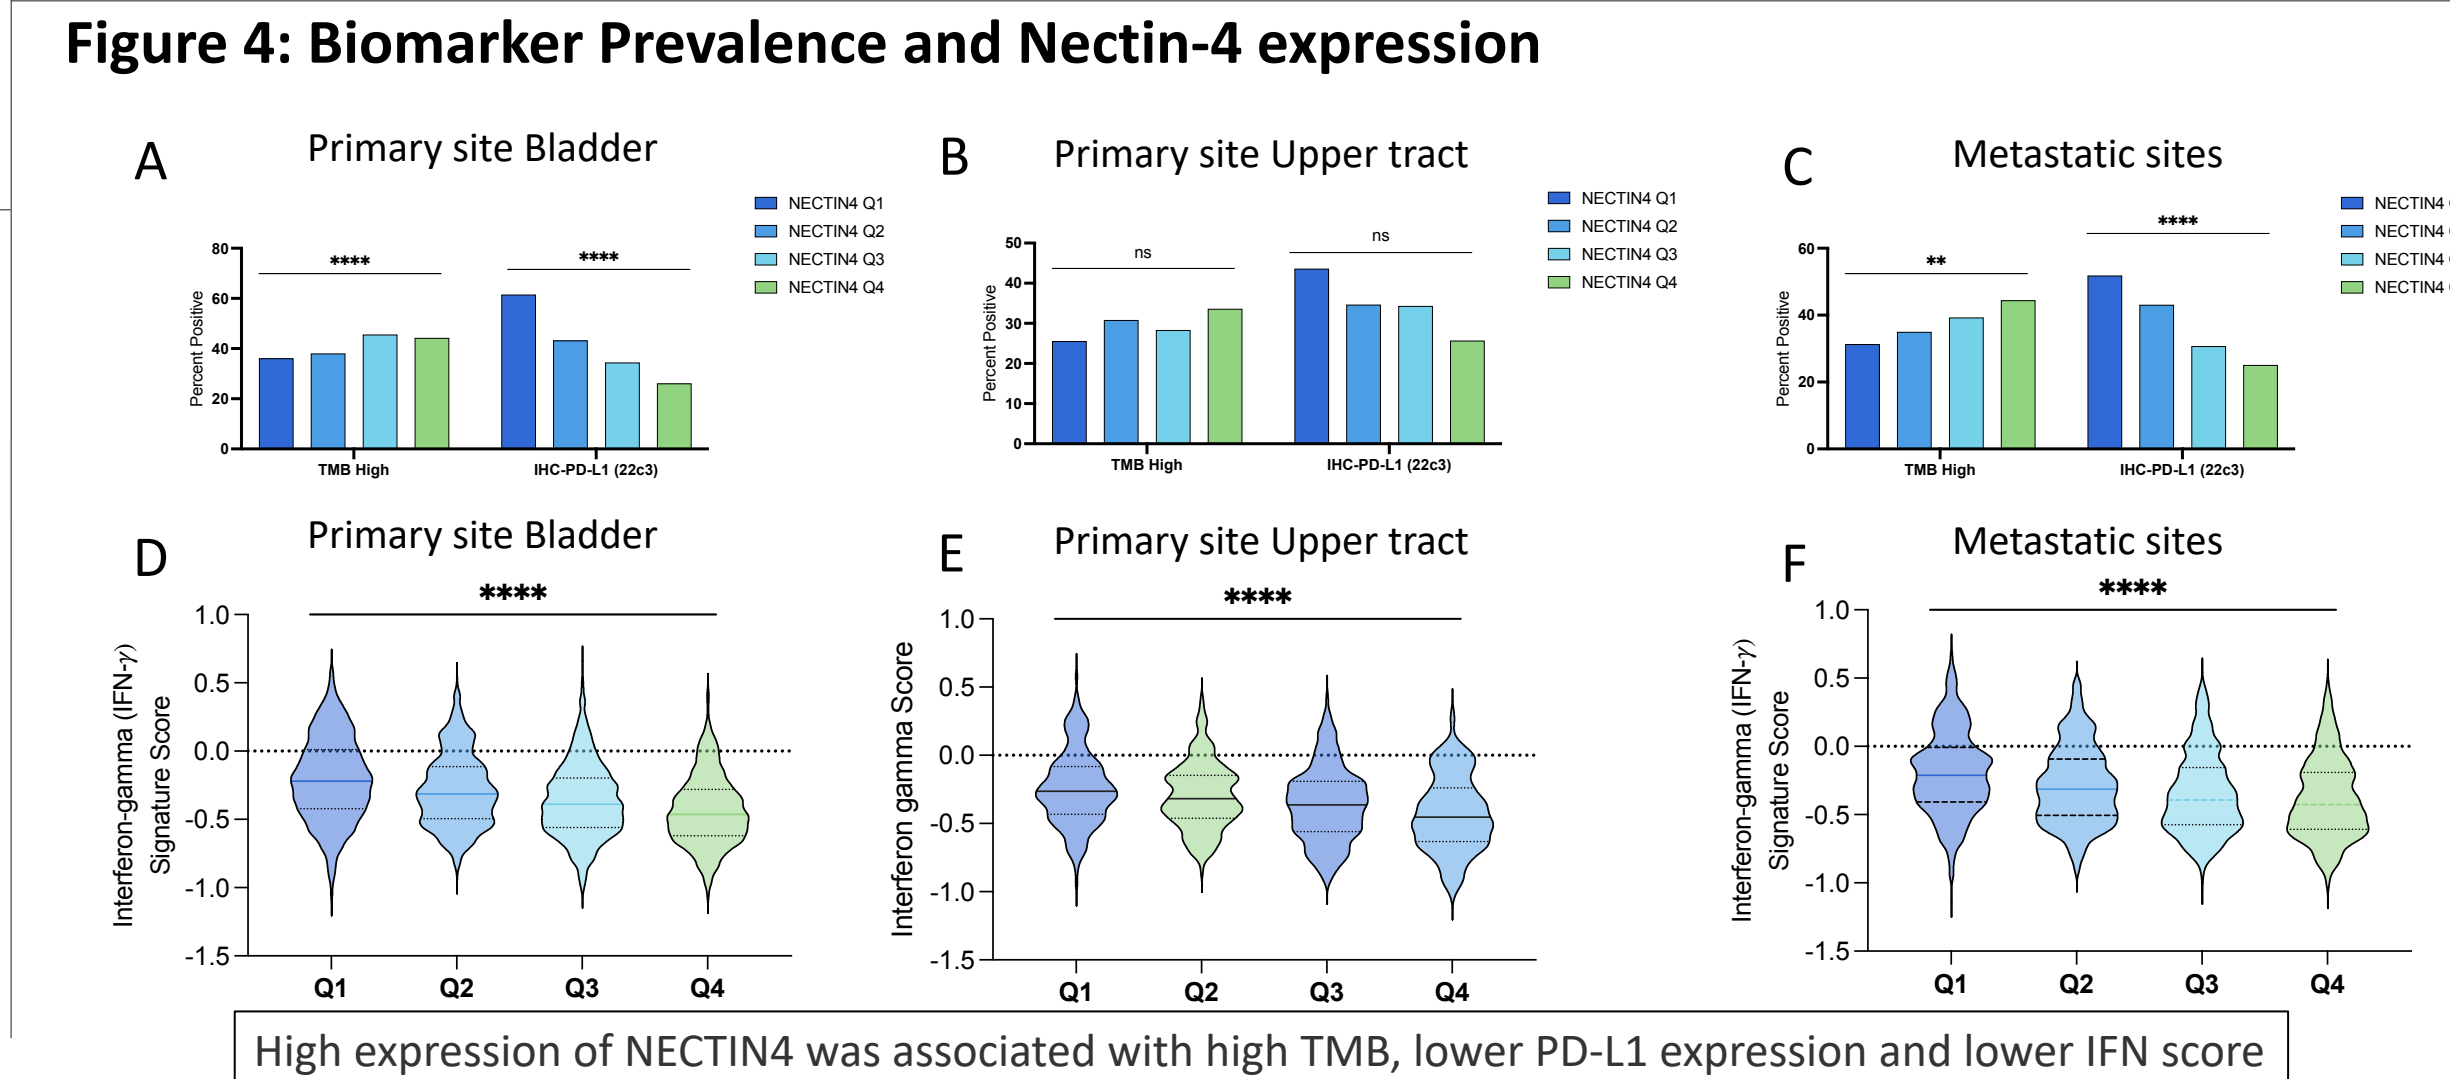 Figure 4: Biomarker Prevalence and Nectin-4 expression
A
Primary site Bladder
NECTIN4 Q1
NECTIN4 Q2
NECTIN4 Q3
NECTIN4 Q4
Percent Positive
80
60
40
20
0
****
****
TMB High
IHC-PD-L1 (22c3)
B
Primary site Upper tract
NECTIN4 Q1
NECTIN4 Q2
NECTIN4 Q3
NECTIN4 Q4
Percent Positive
50
40
30
20
10
0
ns
ns
TMB High
IHC-PD-L1 (22c3)
C
Metastatic sites
NECTIN4
NECTIN4
NECTIN4
NECTIN4
Percent Positive
60
40
20
0
**
****
TMB High
IHC-PD-L1 (22c3)
D
Primary site Bladder
****
Interferon-gamma (IFN-γ)
Signature Score
1.0
0.5
0.0
-0.5
-1.0
-1.5
Q1 Q2 Q3 Q4
E
Primary site Upper tract
****
Interferon gamma Score
1.0
0.5
0.0
-0.5
-1.0
-1.5
Q1 Q2 Q3 Q4
F
Metastatic sites
****
Interferon-gamma (IFN-γ)
Signature Score
1.0
0.5
0.0
-0.5
-1.0
-1.5
Q1 Q2 Q3 Q4
High expression of NECTIN4 was associated with high TMB, lower PD-L1 expression and lower IFN score